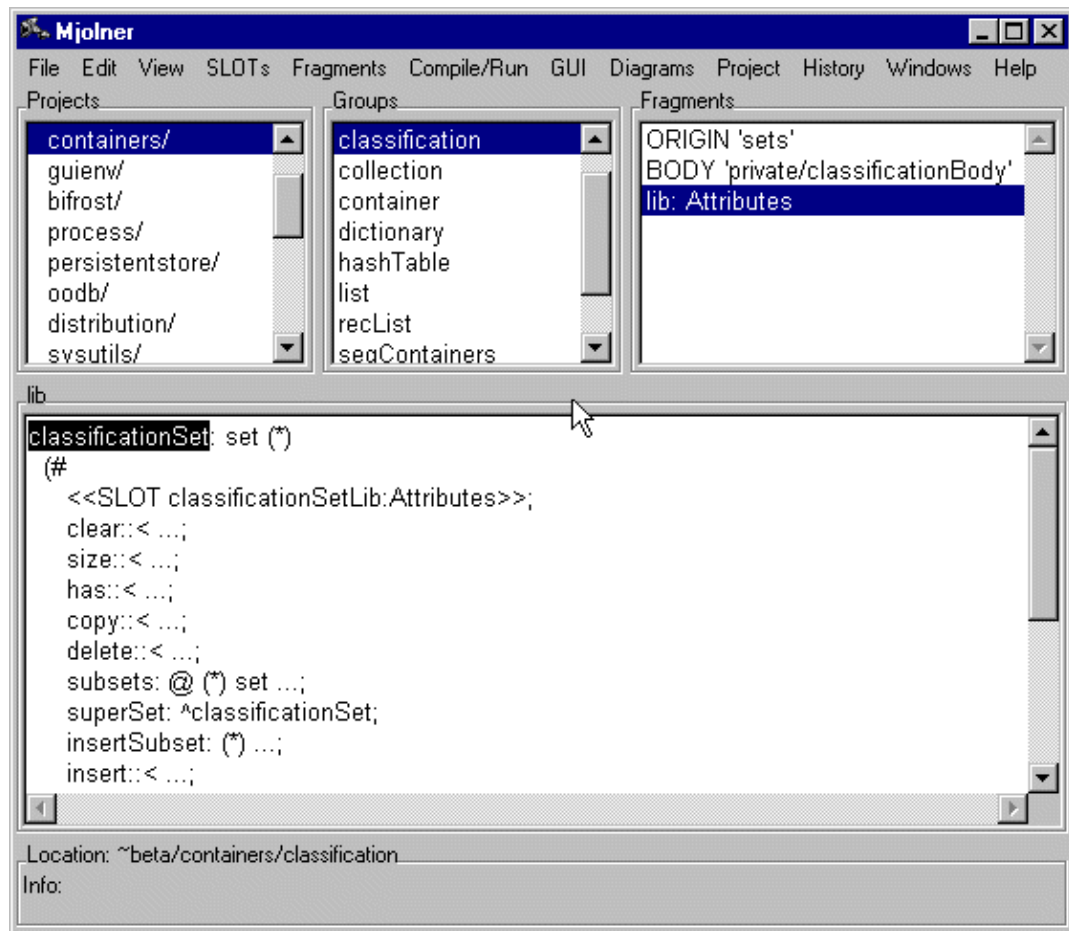 Mjolner
File Edit View SLOTs Fragments Compile/Run GUI Diagrams Project History Windows Help
Projects
containers/
guienv/
bifrost/
process/
persistentstore/
oodb/
distribution/
sysutils/
Groups
classification
collection
container
dictionary
hashTable
list
recList
seqContainers
Fragments
ORIGIN 'sets'
BODY 'private/classificationBody'
lib: Attributes
lib
classificationSet: set (*)
(#
<<SLOT classificationSetLib:Attributes>>;
clear::< ...;
size::< ...;
has::< ...;
copy::< ...;
delete::< ...;
subsets: @ (*) set ...;
superSet: ^classificationSet;
insertSubset: (*) ...;
insert::< ...;
Location: ~beta/containers/classification
Info: